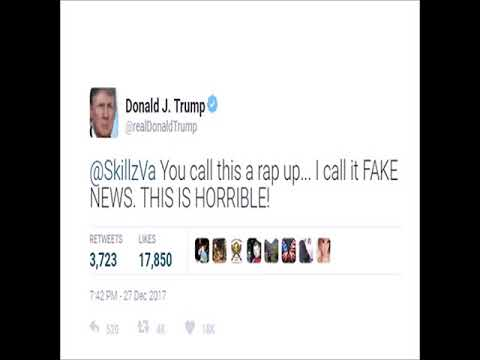 Donald J. Trump
@realDonaldTrump
@SkillzVa You call this a rap up... I call it FAKE
NEWS. THIS IS HORRIBLE!
RETWEETS LIKES
3,723 17,850
7:42 PM - 27 Dec 2017
520 4K 18K